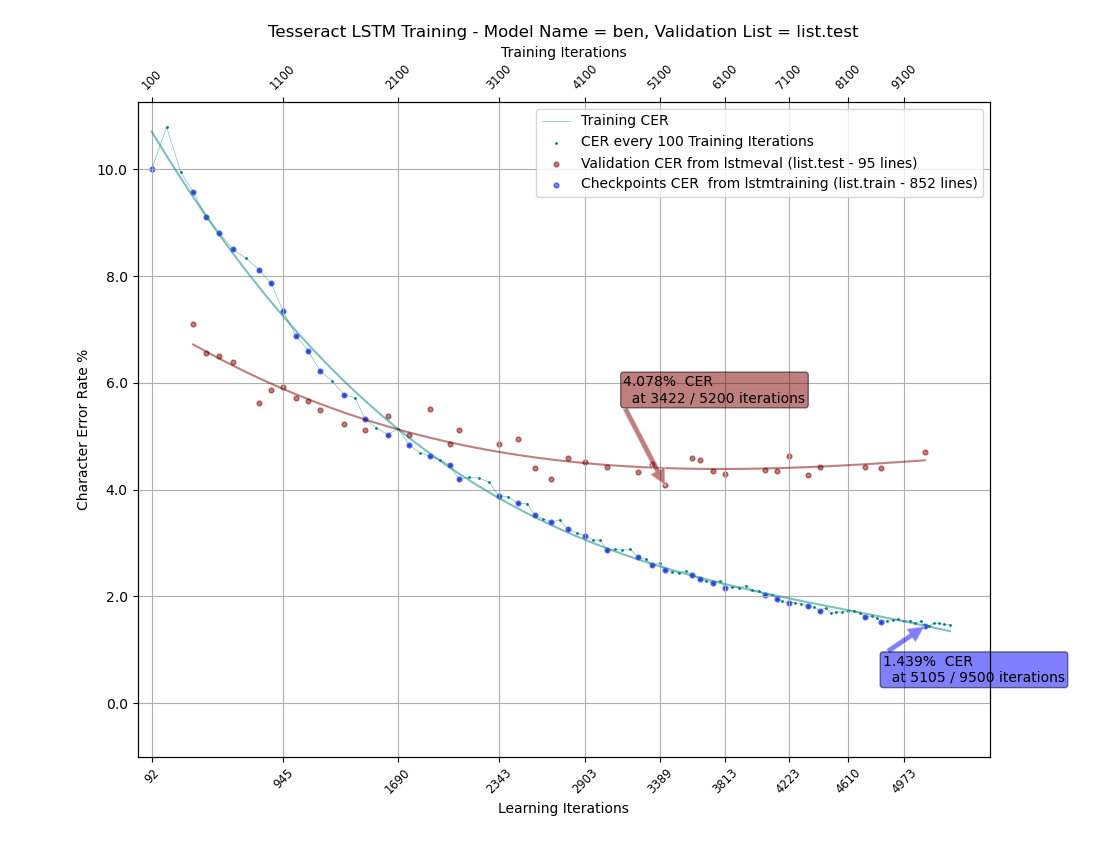 Tesseract LSTM Training - Model Name = ben, Validation List = list.test
Training Iterations
100 1100 2100 3100 4100 5100 6100 7100 8100 9100
Training CER
CER every 100 Training Iterations
Validation CER from lstmeval (list.test - 95 lines)
Checkpoints CER  from lstmtraining (list.train - 852 lines)
10.0
8.0
6.0
4.0
2.0
0.0
Character Error Rate %
4.078%  CER
at 3422 / 5200 iterations
1.439%  CER
at 5105 / 9500 iterations
92 945 1690 2343 2903 3389 3813 4223 4610 4973
Learning Iterations